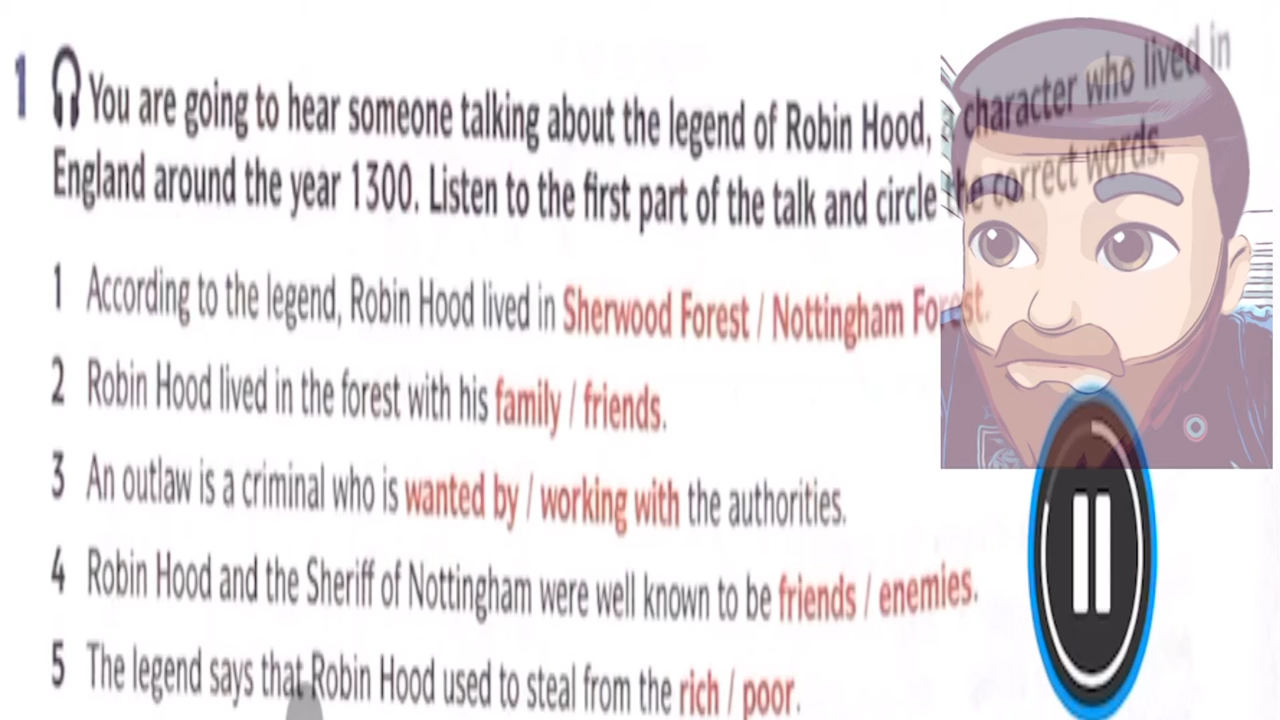 1 You are going to hear someone talking about the legend of Robin Hood, character who lived in
England around the year 1300. Listen to the first part of the talk and circle the correct words.
1 According to the legend, Robin Hood lived in Sherwood Forest / Nottingham Forest.
2 Robin Hood lived in the forest with his family / friends.
3 An outlaw is a criminal who is wanted by / working with the authorities.
4 Robin Hood and the Sheriff of Nottingham were well known to be friends / enemies.
5 The legend says that Robin Hood used to steal from the rich / poor.